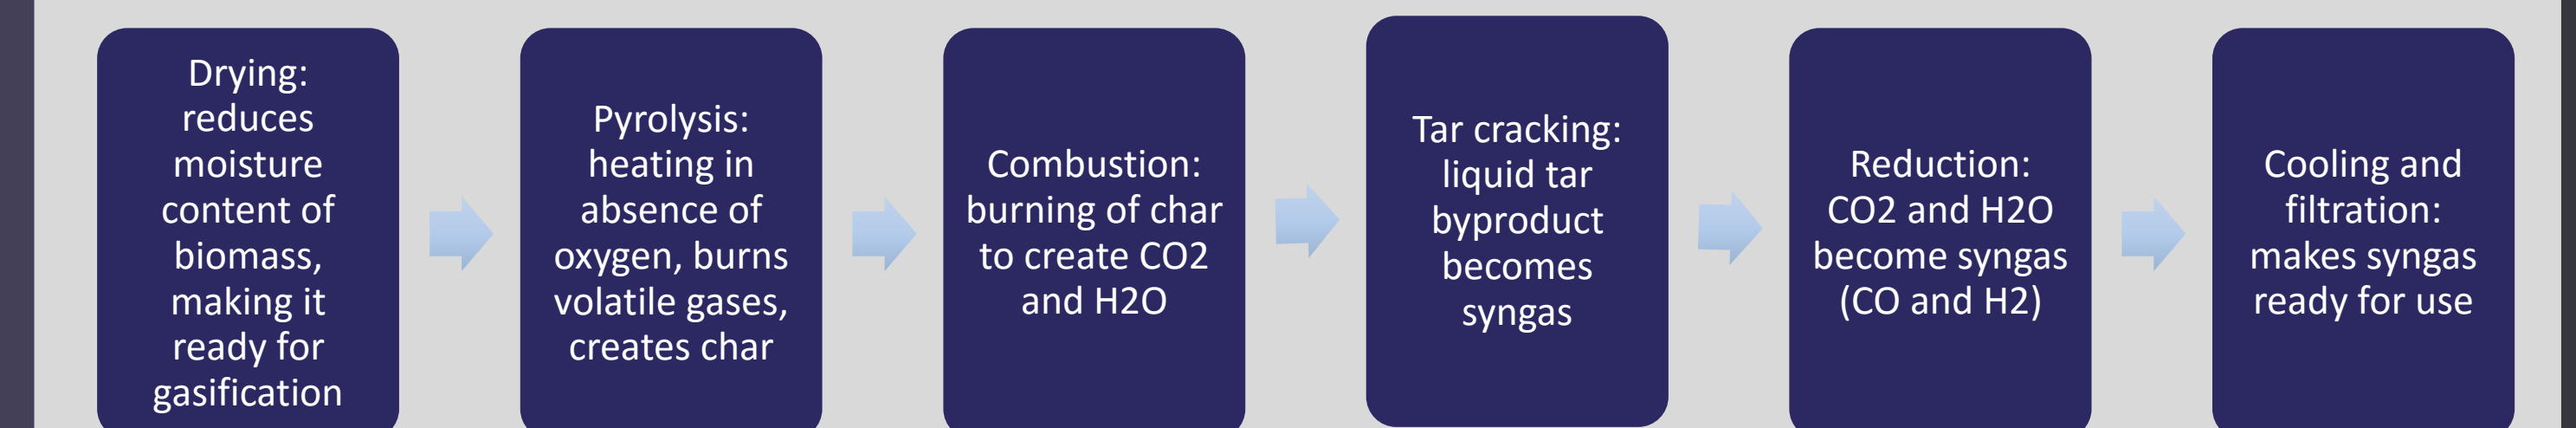 Drying:
reduces
moisture
content of
biomass,
making it
ready for
gasification
Pyrolysis:
heating in
absence of
oxygen, burns
volatile gases,
creates char
Combustion:
burning of char
to create CO2
and H2O
Tar cracking:
liquid tar
byproduct
becomes
syngas
Reduction:
CO2 and H2O
become syngas
(CO and H2)
Cooling and
filtration:
makes syngas
ready for use